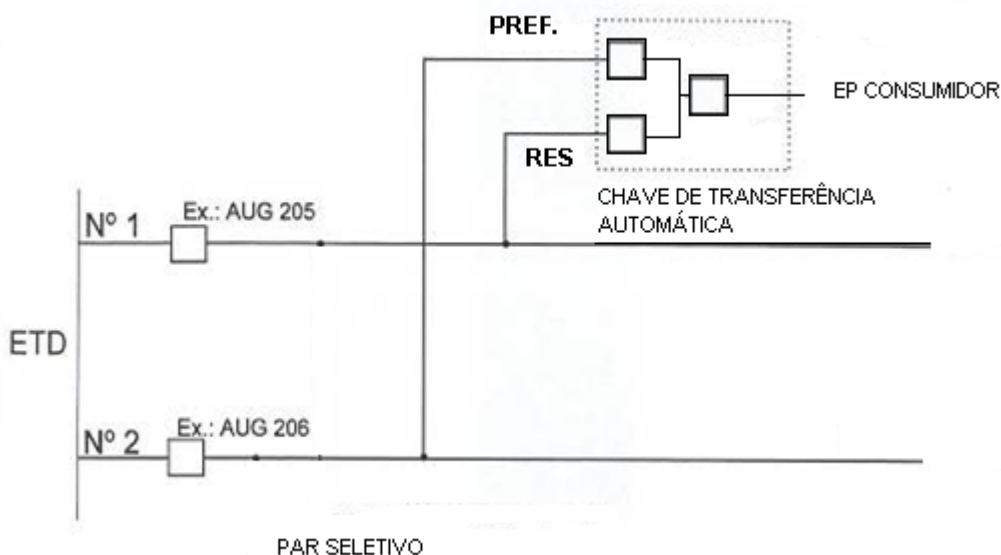 PREF.
EP CONSUMIDOR
RES
CHAVE DE TRANSFERÊNCIA
AUTOMÁTICA
Nº 1
Ex.: AUG 205
ETD
Nº 2
Ex.: AUG 206
PAR SELETIVO